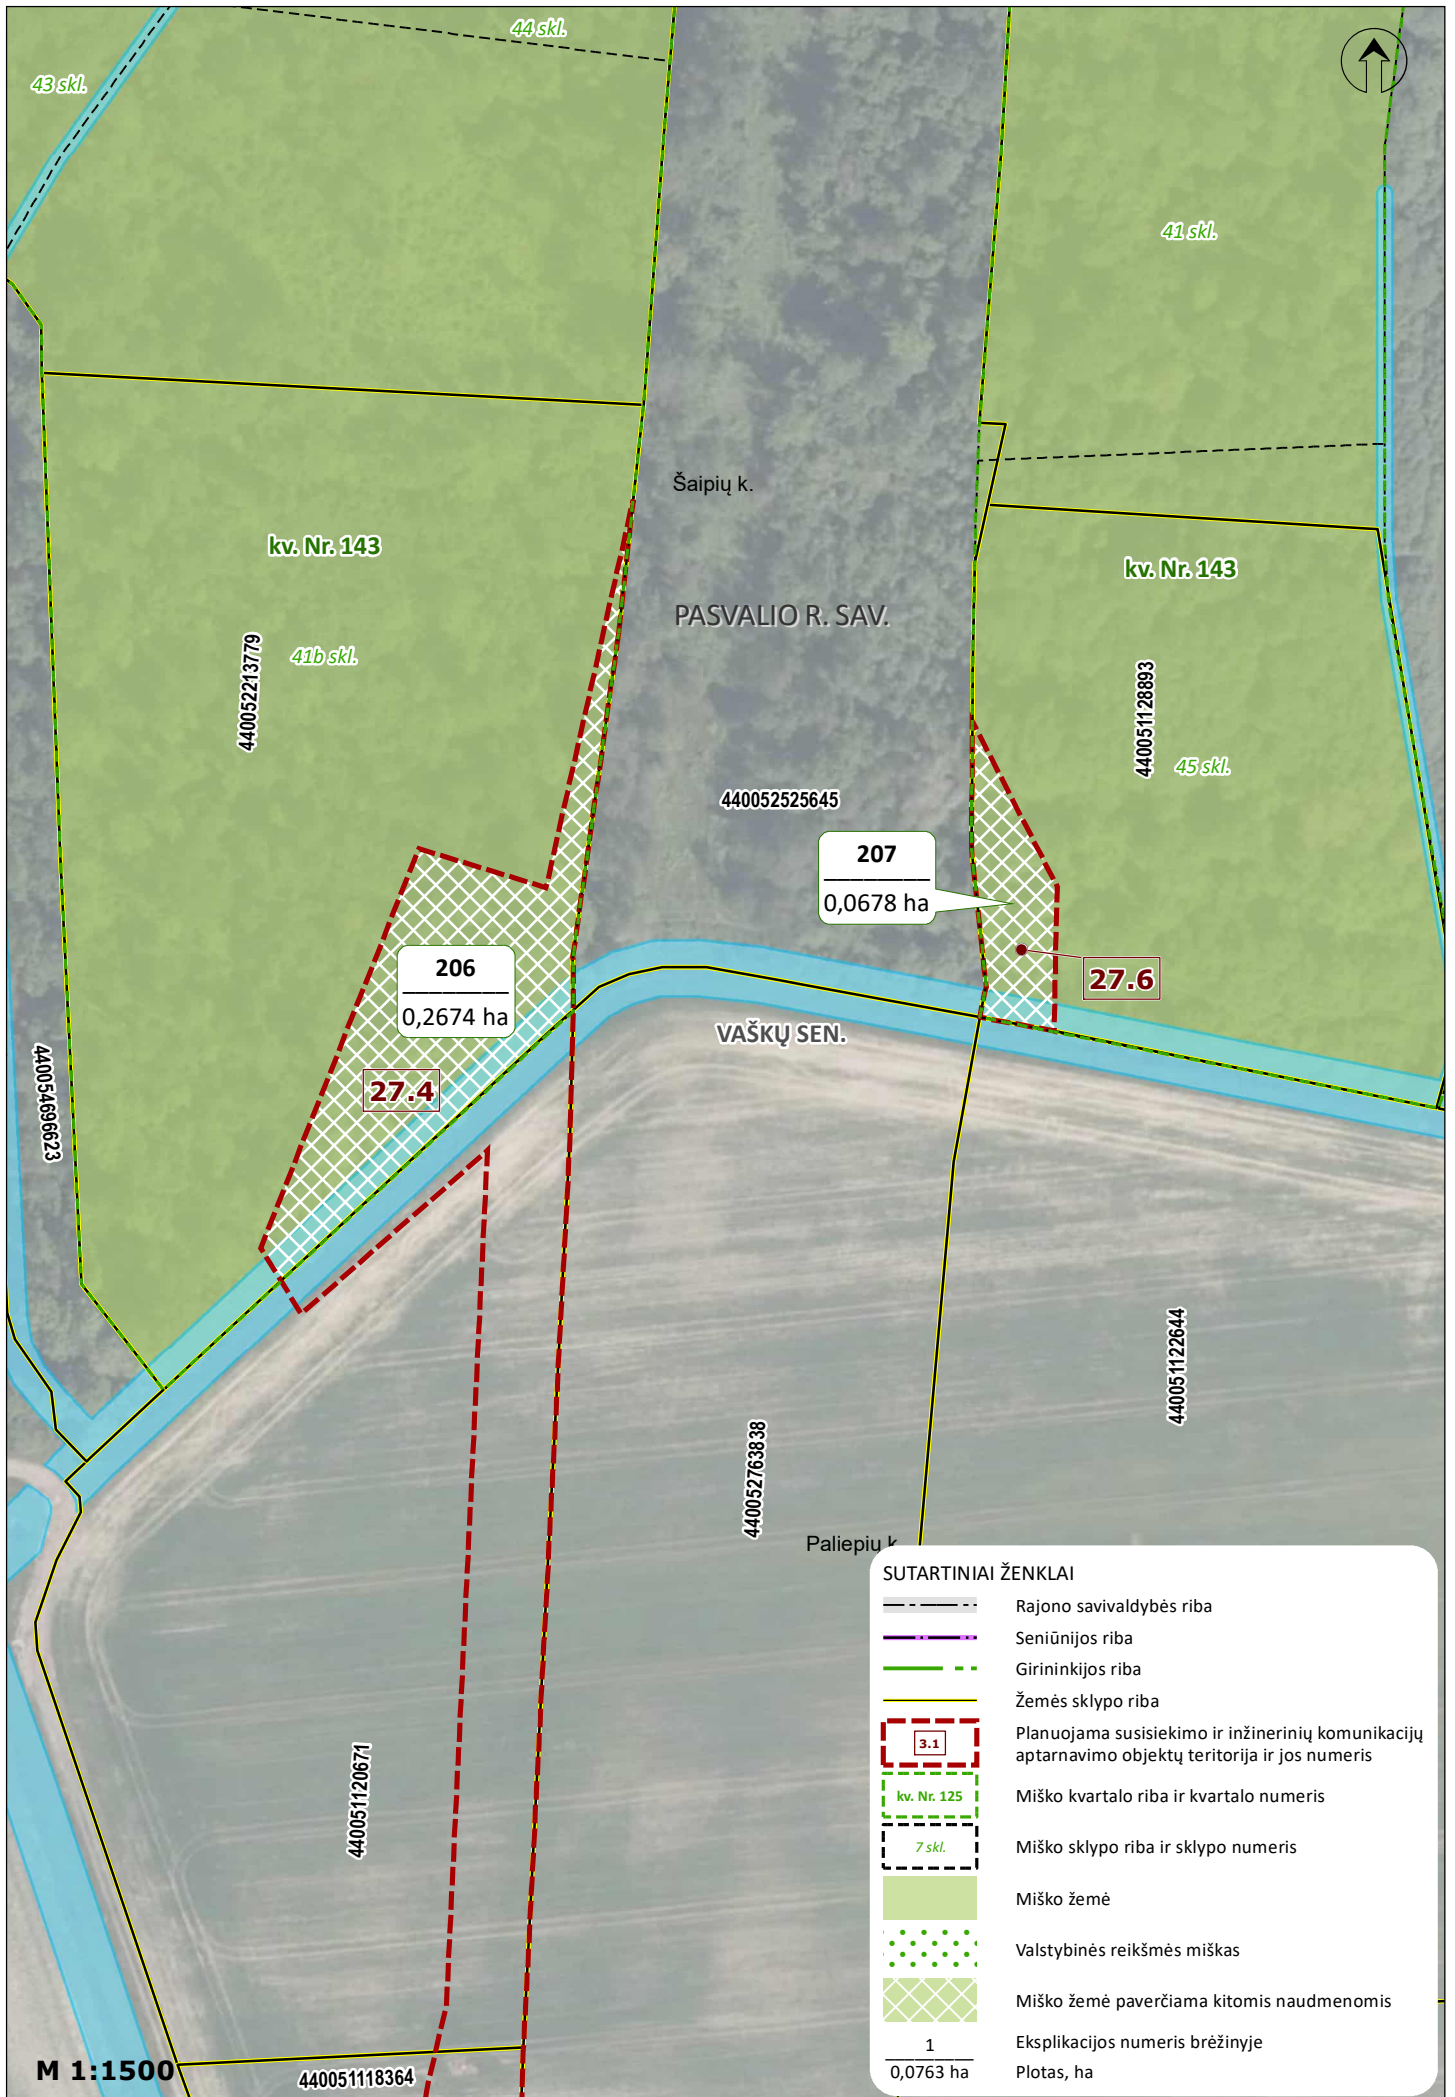 44 skl.
43 skl.
41 skl.
Šaipių k.
kv. Nr. 143
kv. Nr. 143
PASVALIO R. SAV.
440052213779
41b skl.
440051128893
45 skl.
440052525645
207
0,0678 ha
206
0,2674 ha
27.6
VAŠKŲ SEN.
440054696623
27.4
440051122644
440052763838
Paliepių k
440051120671
440051118364
M 1:1500
SUTARTINIAI ŽENKLAI
Rajono savivaldybės riba
Seniūnijos riba
Girininkijos riba
Žemės sklypo riba
3.1
Planuojama susisiekimo ir inžinerinių komunikacijų
aptarnavimo objektų teritorija ir jos numeris
kv. Nr. 125
Miško kvartalo riba ir kvartalo numeris
7 skl.
Miško sklypo riba ir sklypo numeris
Miško žemė
Valstybinės reikšmės miškas
Miško žemė paverčiama kitomis naudmenomis
1
Eksplikacijos numeris brėžinyje
0,0763 ha
Plotas, ha